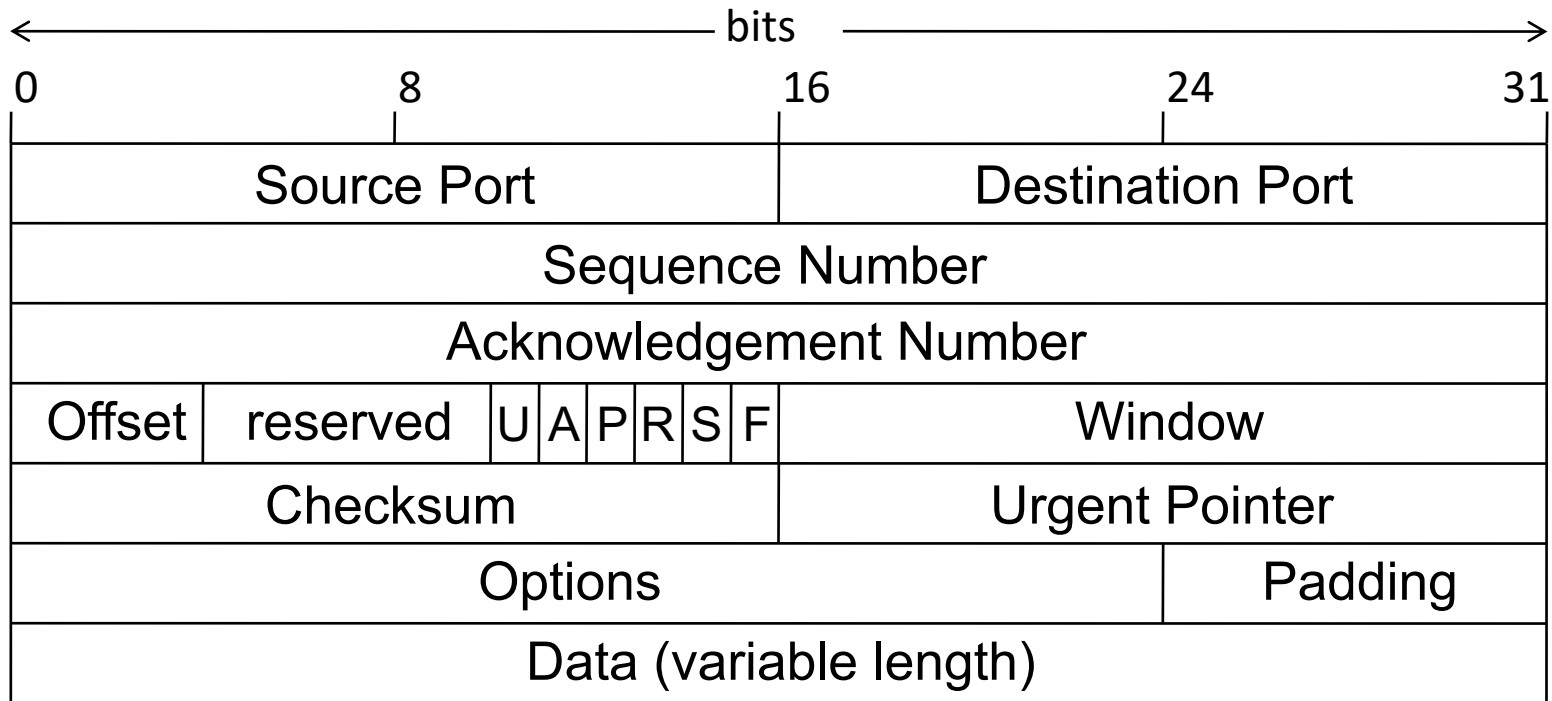 bits
0 8 16 24 31
Source Port Destination Port
Sequence Number
Acknowledgement Number
Offset reserved U A P R S F Window
Checksum Urgent Pointer
Options Padding
Data (variable length)